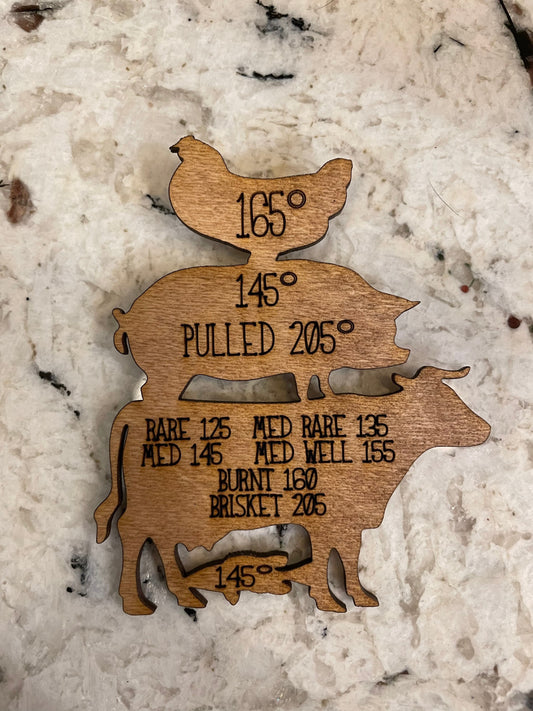 165°
145°
PULLED 205°
RARE 125 MED RARE 135
MED 145 MED WELL 155
BURNT 160
BRISKET 205
145°